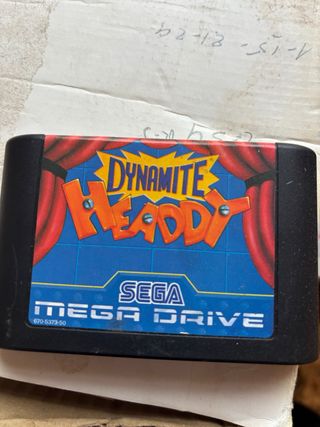 DYNAMITE
HEADDY
SEGA
MEGA DRIVE
670-5373-50